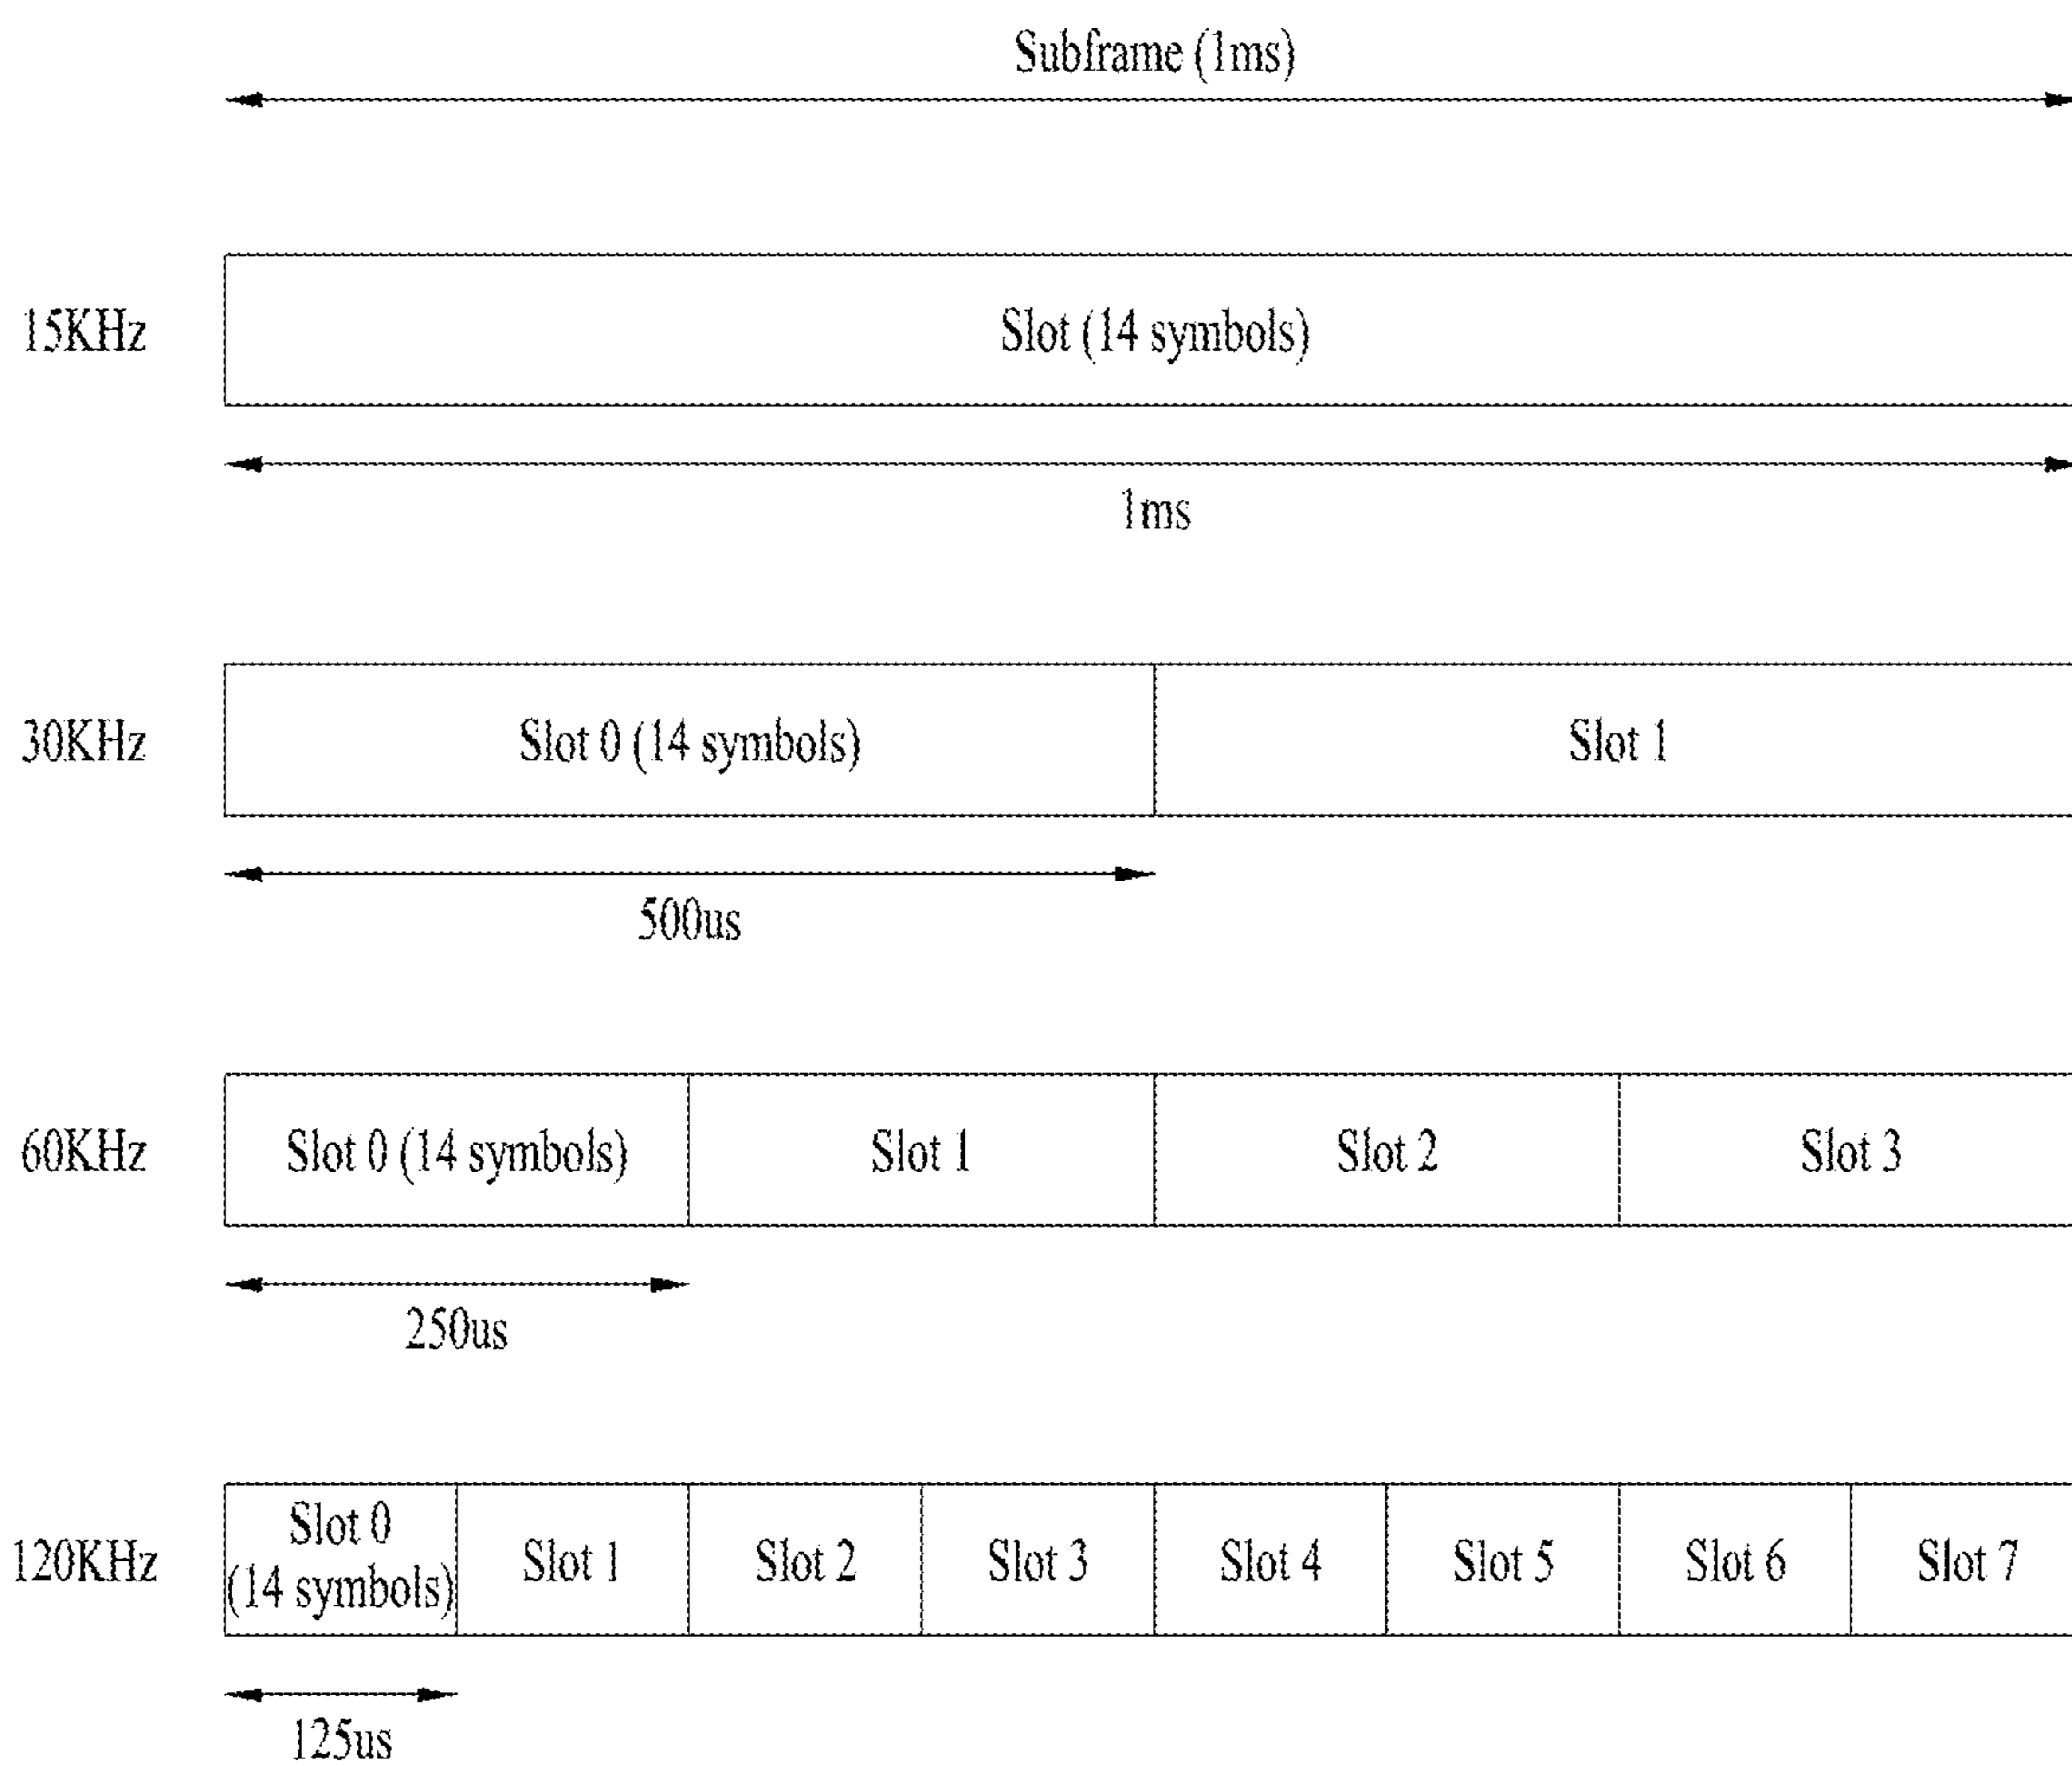 Subframe (1ms)
15KHz
Slot (14 symbols)
1ms
30KHz
Slot 0 (14 symbols)
Slot 1
500us
60KHz
Slot 0 (14 symbols)
Slot 1
Slot 2
Slot 3
250us
120KHz
Slot 0
(14 symbols)
Slot 1
Slot 2
Slot 3
Slot 4
Slot 5
Slot 6
Slot 7
125us